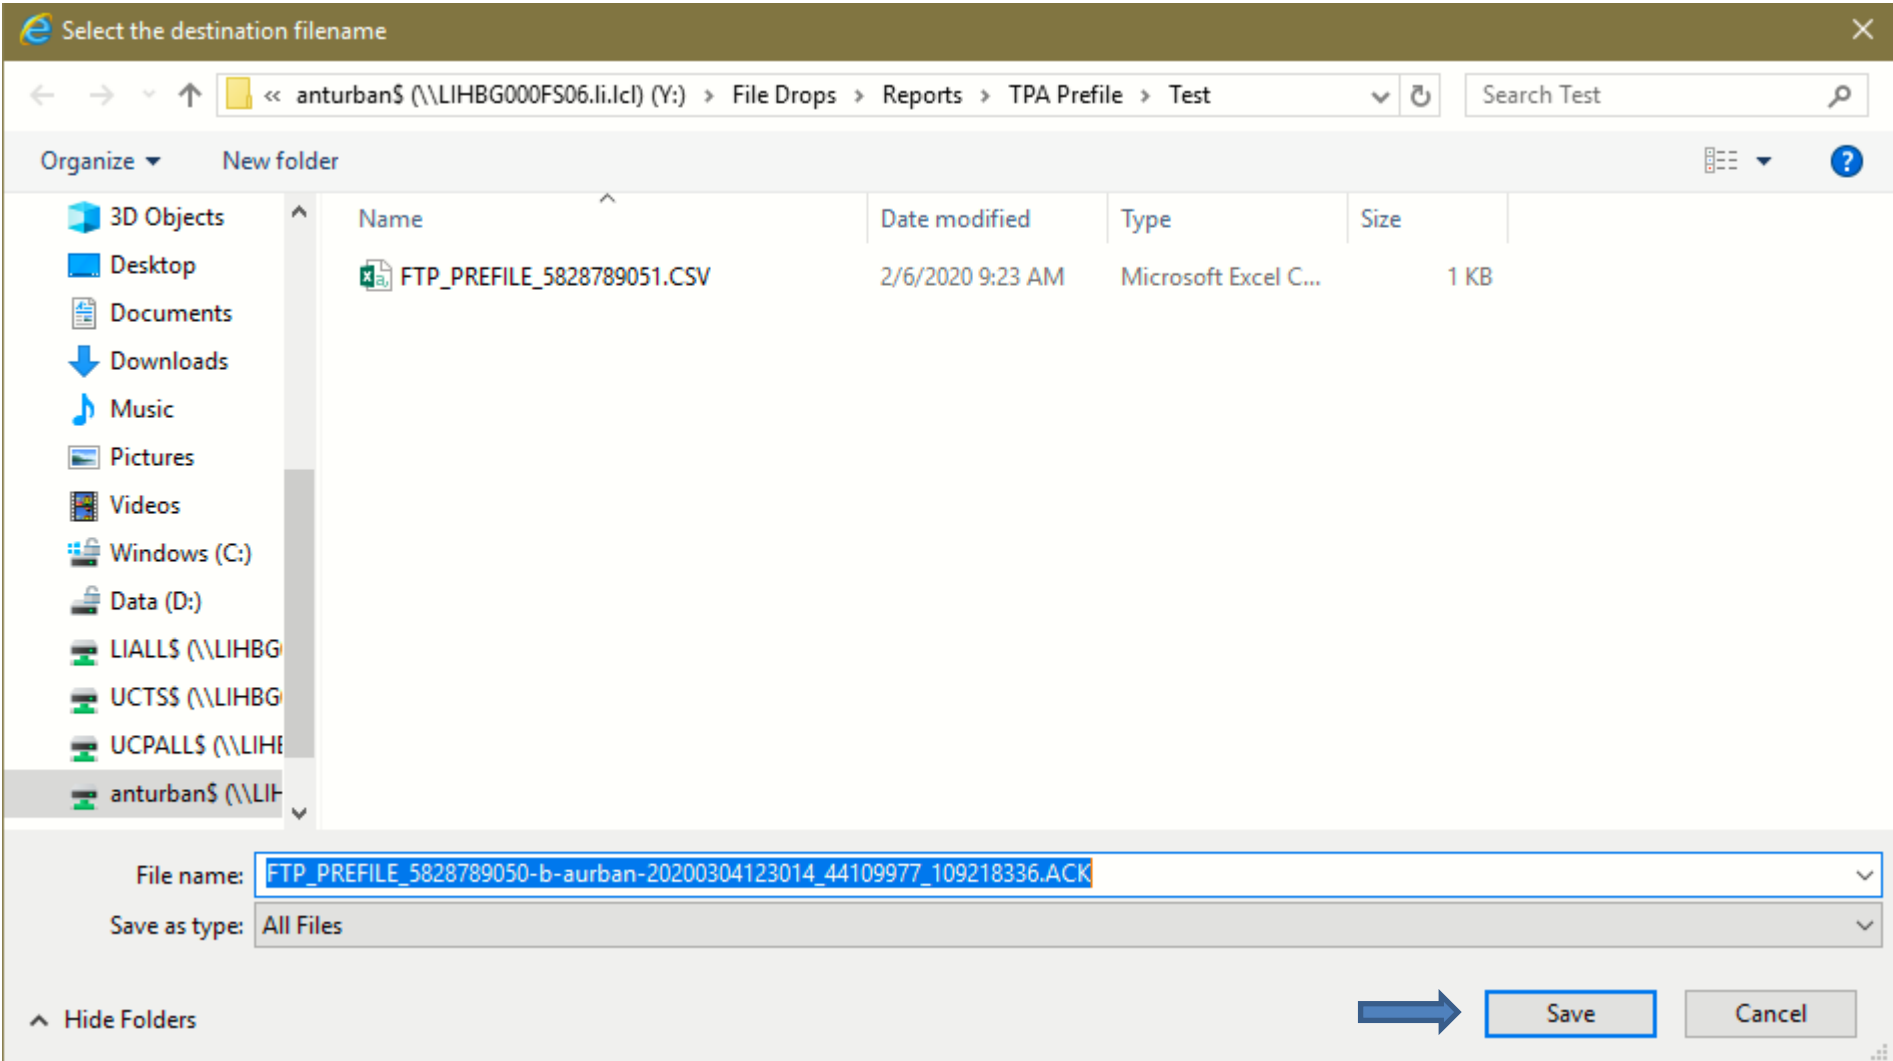 Select the destination filename
« anturban$ (\\LIHBG000FS06.li.lcl) (Y:) > File Drops > Reports > TPA Prefile > Test
Search Test
Organize
New folder
3D Objects
Desktop
Documents
Downloads
Music
Pictures
Videos
Windows (C:)
Data (D:)
LIALL$ (\\LIHBG
UCTS$ (\\LIHBG
UCPALL$ (\\LIHE
anturban$ (\\LIH
Name Date modified Type Size
FTP_PREFILE_5828789051.CSV 2/6/2020 9:23 AM Microsoft Excel C... 1 KB
File name: FTP_PREFILE_5828789050-b-aurban-20200304123014_44109977_109218336.ACK
Save as type: All Files
Hide Folders
Save
Cancel